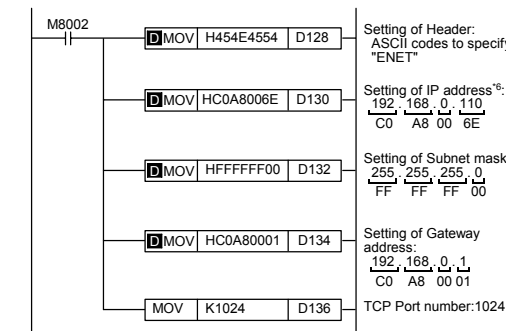 M8002
D MOV H454E4554 D128
Setting of Header:
ASCII codes to specify
"ENET"
D MOV HC0A8006E D130
Setting of IP address*6:
192 . 168 . 0 . 110
C0 A8 00 6E
D MOV HFFFFFF00 D132
Setting of Subnet mask
255 . 255 . 255 . 0
FF FF FF 00
D MOV HC0A80001 D134
Setting of Gateway
address:
192 . 168 . 0 . 1
C0 A8 00 01
MOV K1024 D136
TCP Port number:1024